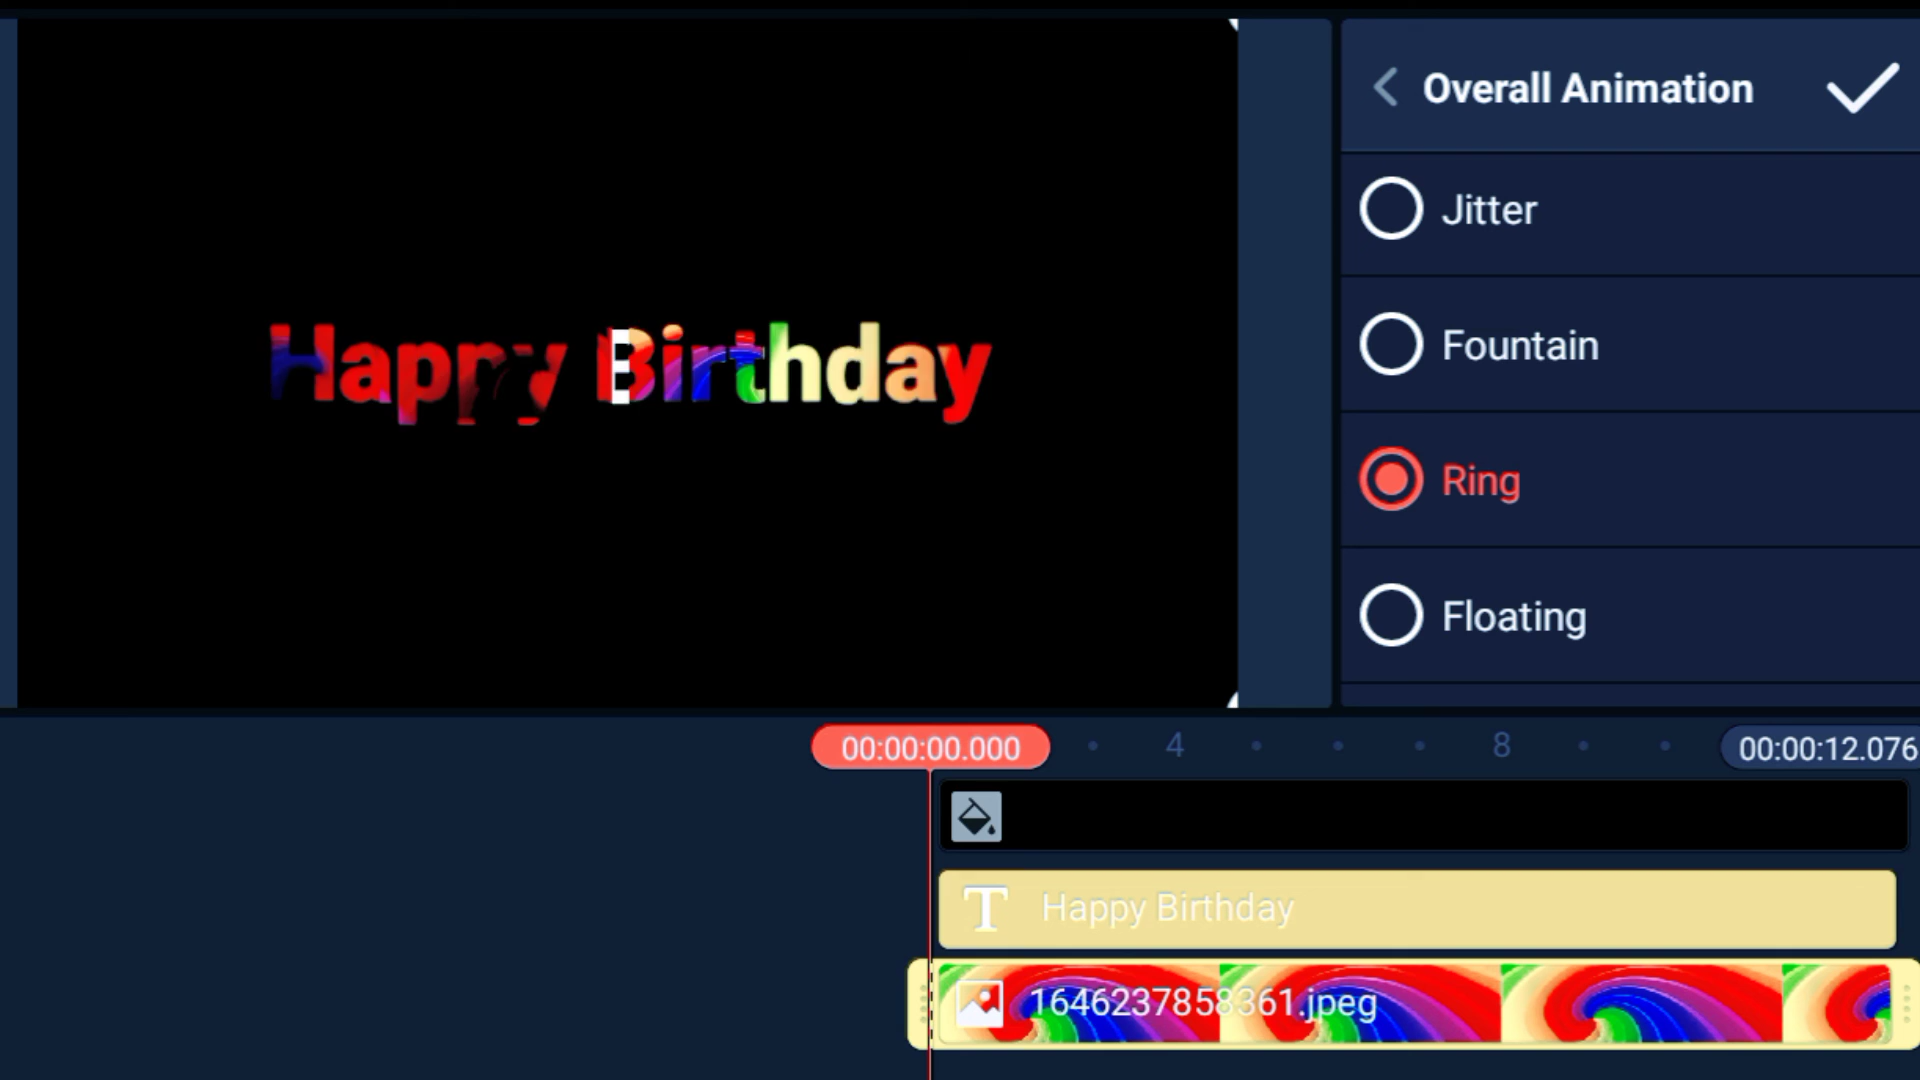 Overall Animation
Jitter
Fountain
Ring
Floating
Happy Birthday
00:00:00.000
4
8
00:00:12.076
T Happy Birthday
1646237858361.jpeg